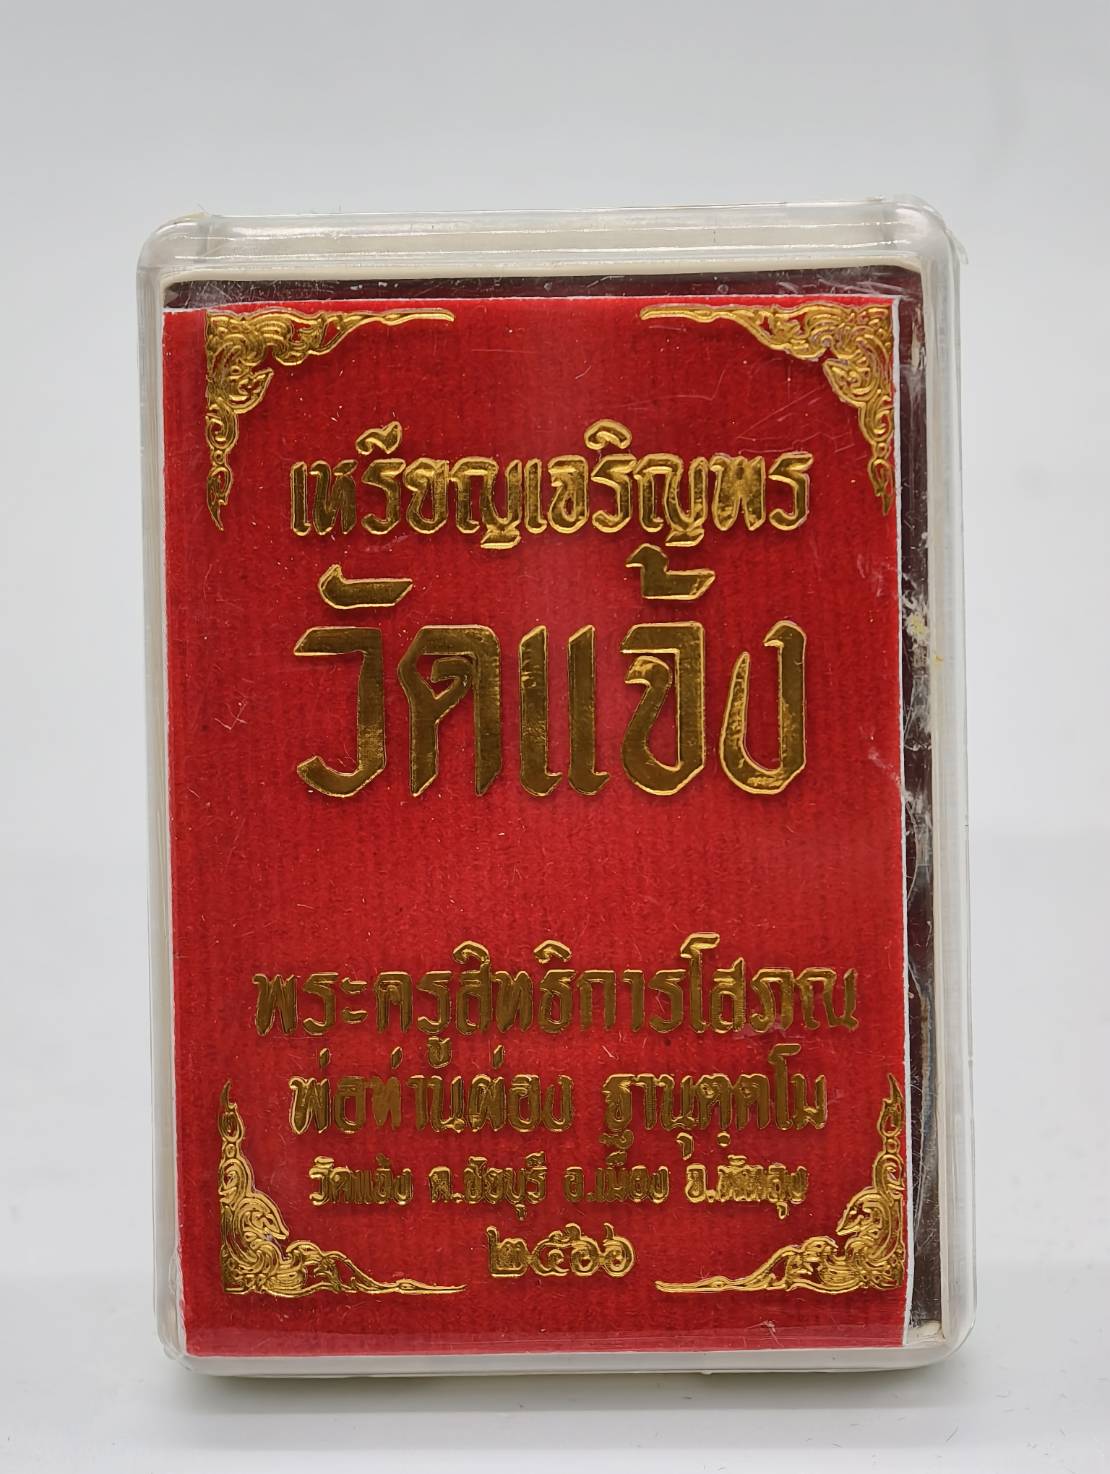 เหรียญเจริญพร
วัดแจ้ง
พระครูสิทธิการโสภณ
พ่อท่านผ่อง ฐานุตฺตโม
วัดแจ้ง ต.ชัยบุรี อ.เมือง จ.พัทลุง
๒๕๖๖